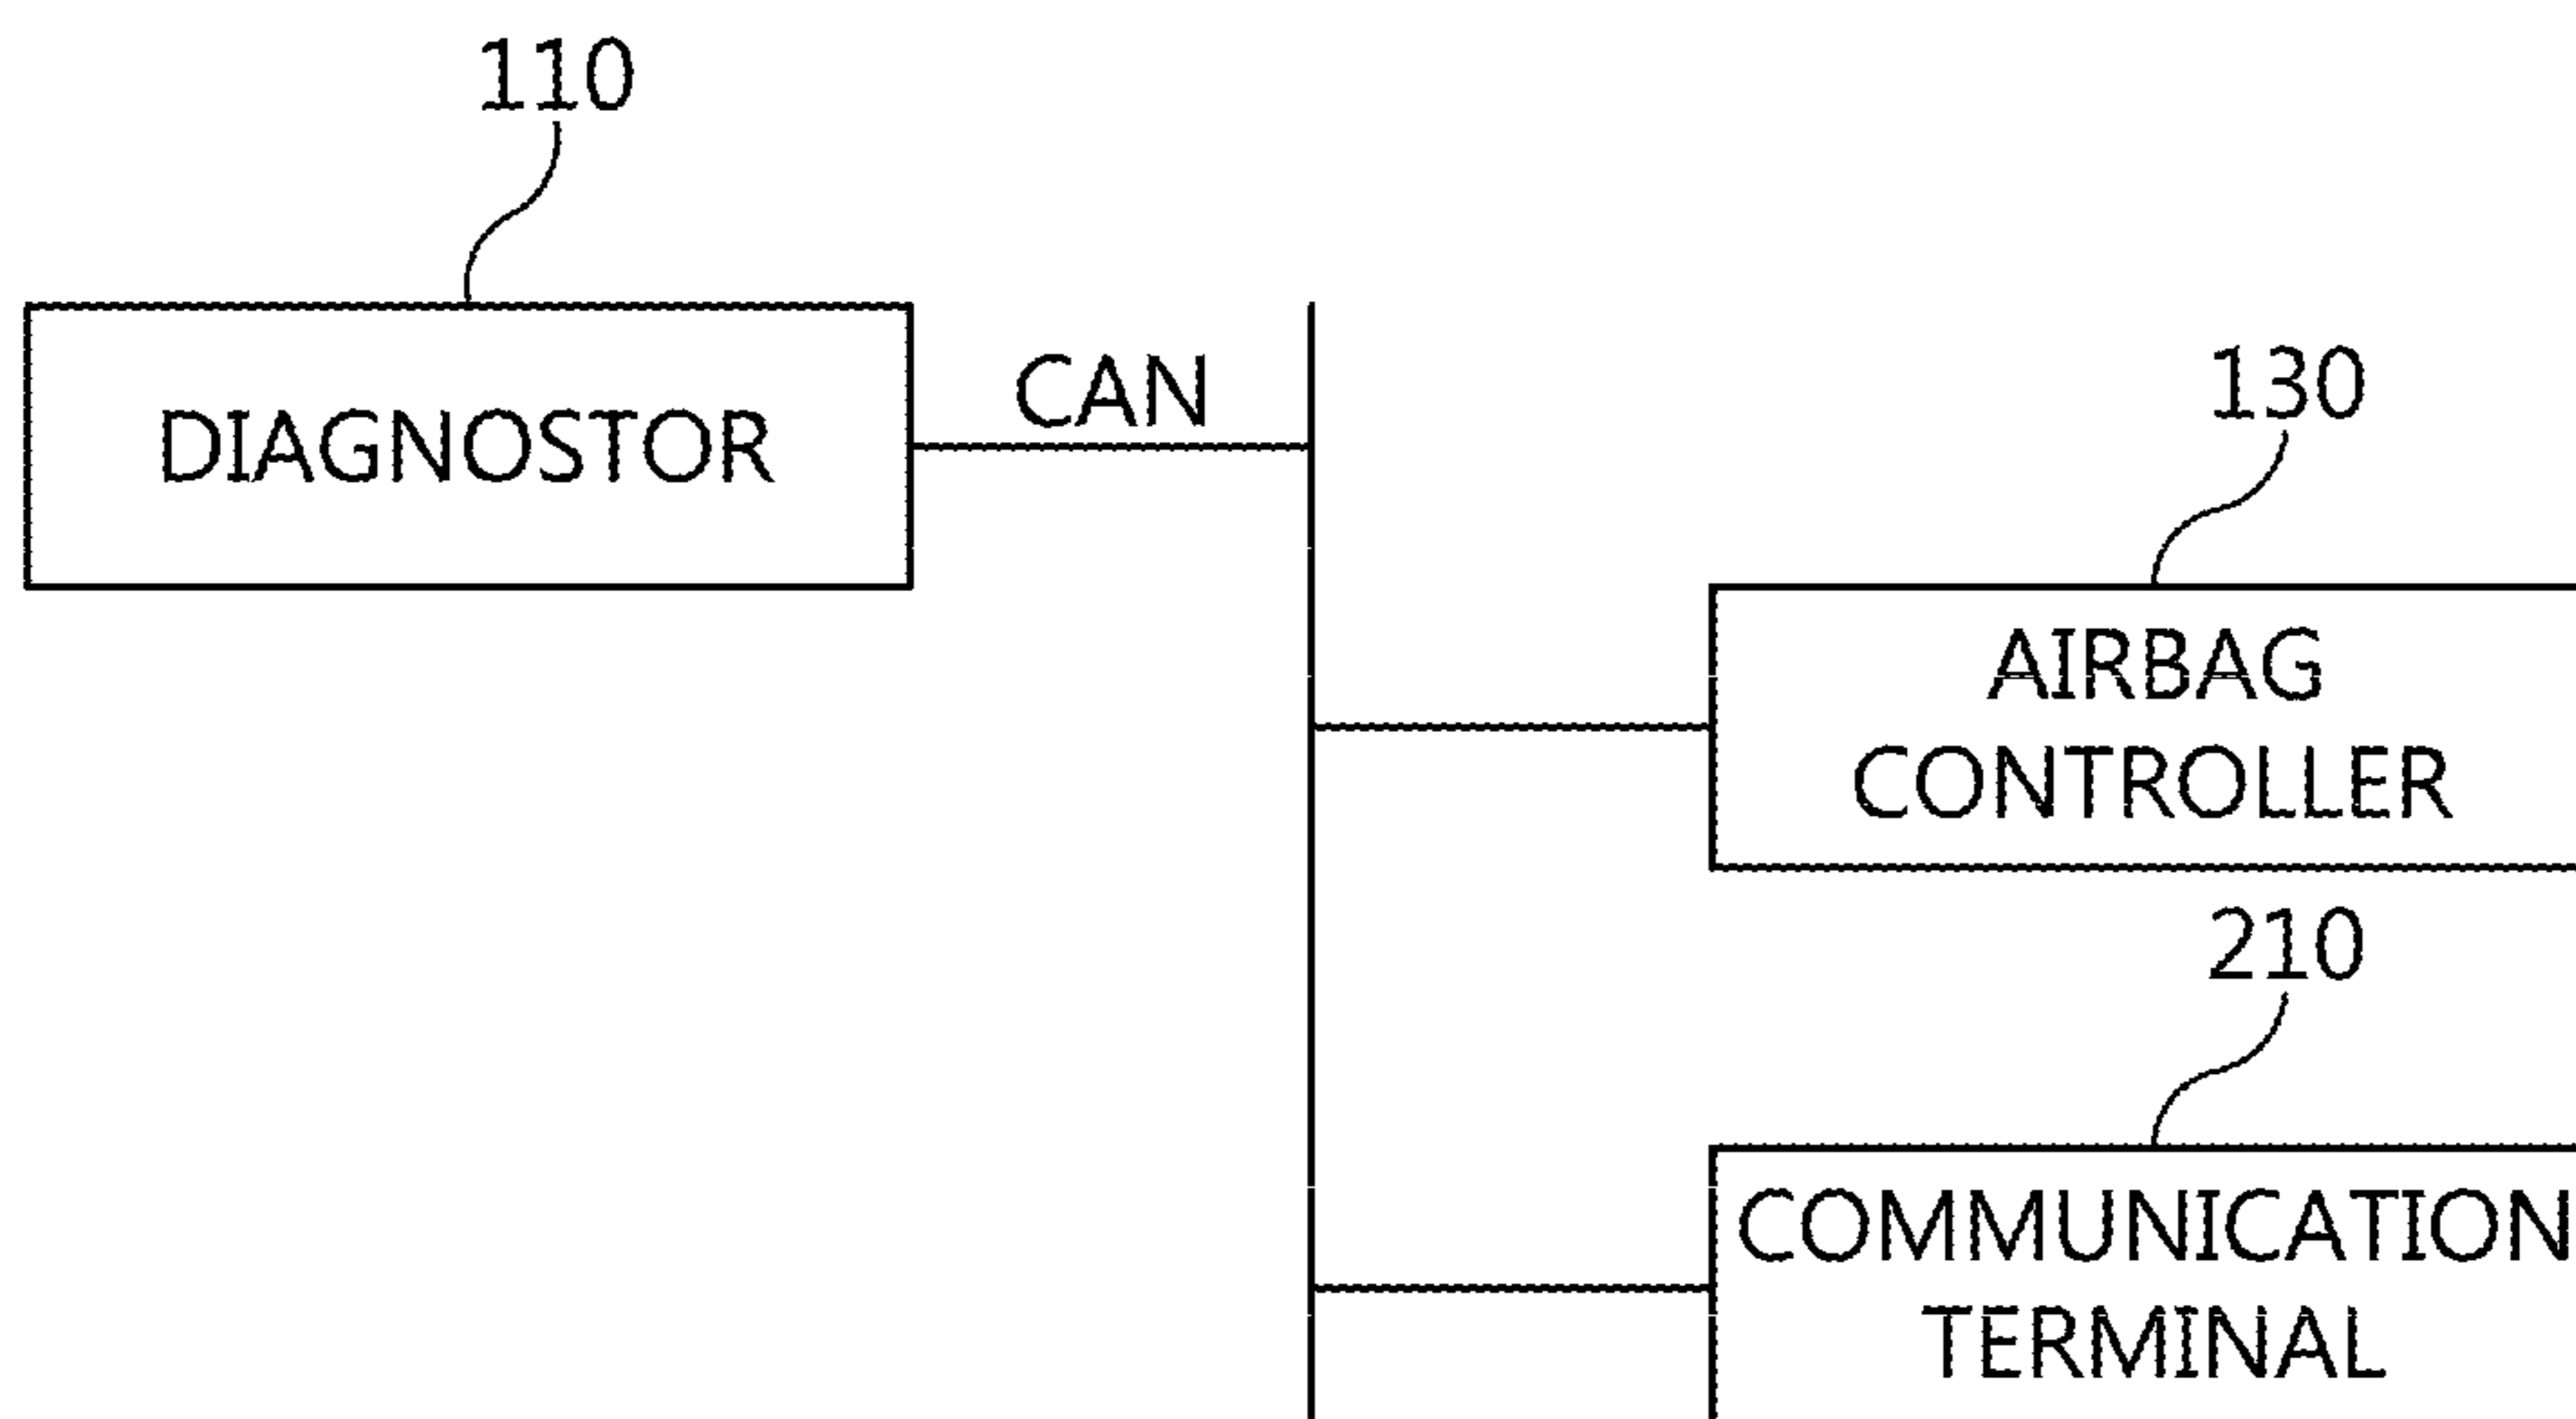 110
DIAGNOSTOR
CAN
130
AIRBAG
CONTROLLER
210
COMMUNICATION
TERMINAL